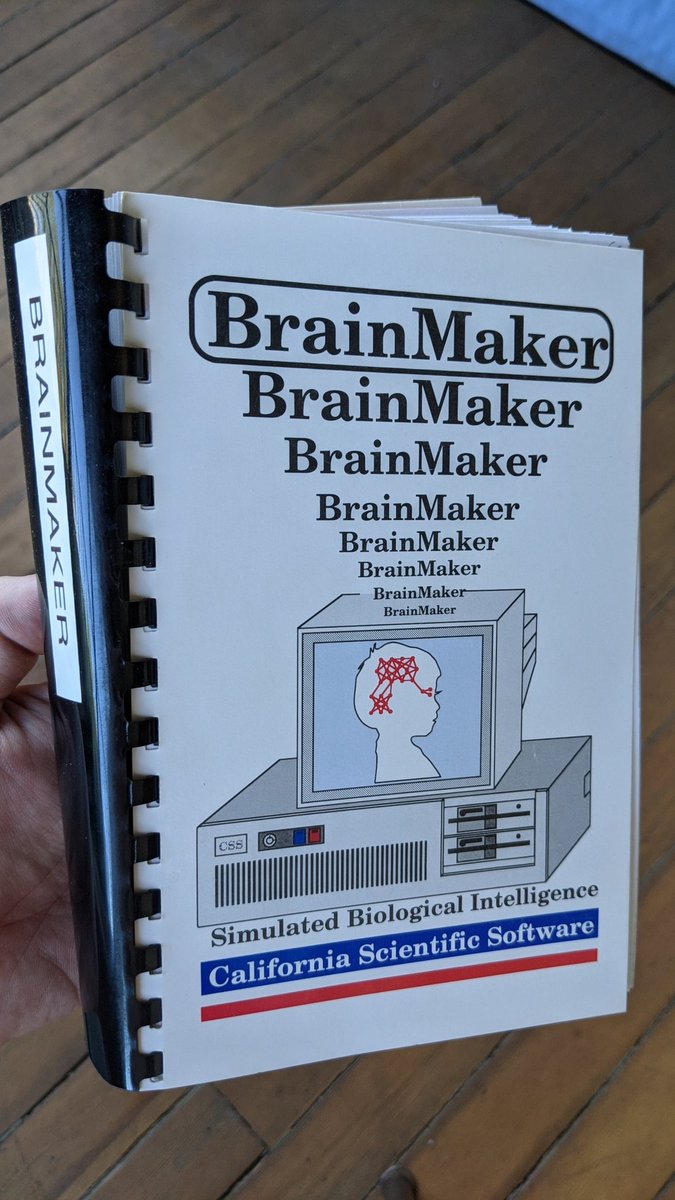 BRAINMAKER
BrainMaker
BrainMaker
BrainMaker
BrainMaker
BrainMaker
BrainMaker
BrainMaker
BrainMaker
CSS
Simulated Biological Intelligence
California Scientific Software